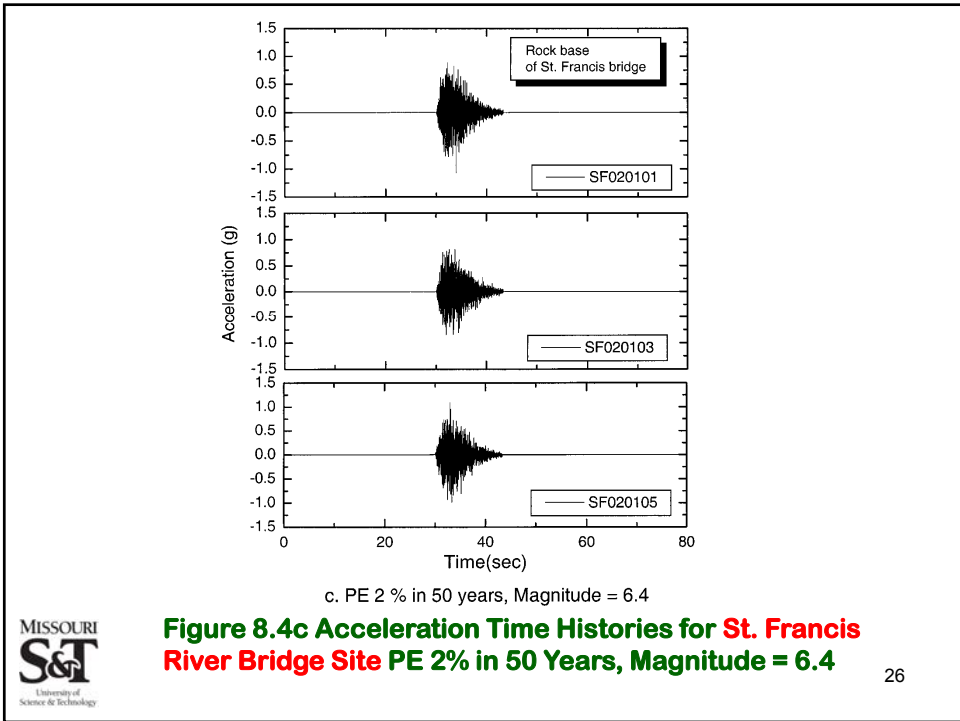 1.5
1.0
0.5
0.0
-0.5
-1.0
-1.5
Rock base
of St. Francis bridge
SF020101
1.5
1.0
0.5
0.0
-0.5
-1.0
-1.5
Acceleration (g)
SF020103
1.5
1.0
0.5
0.0
-0.5
-1.0
-1.5
SF020105
0 20 40 60 80
Time(sec)
c. PE 2 % in 50 years, Magnitude = 6.4
Figure 8.4c Acceleration Time Histories for St. Francis
River Bridge Site PE 2% in 50 Years, Magnitude = 6.4
MISSOURI
S&T
University of
Science & Technology
26